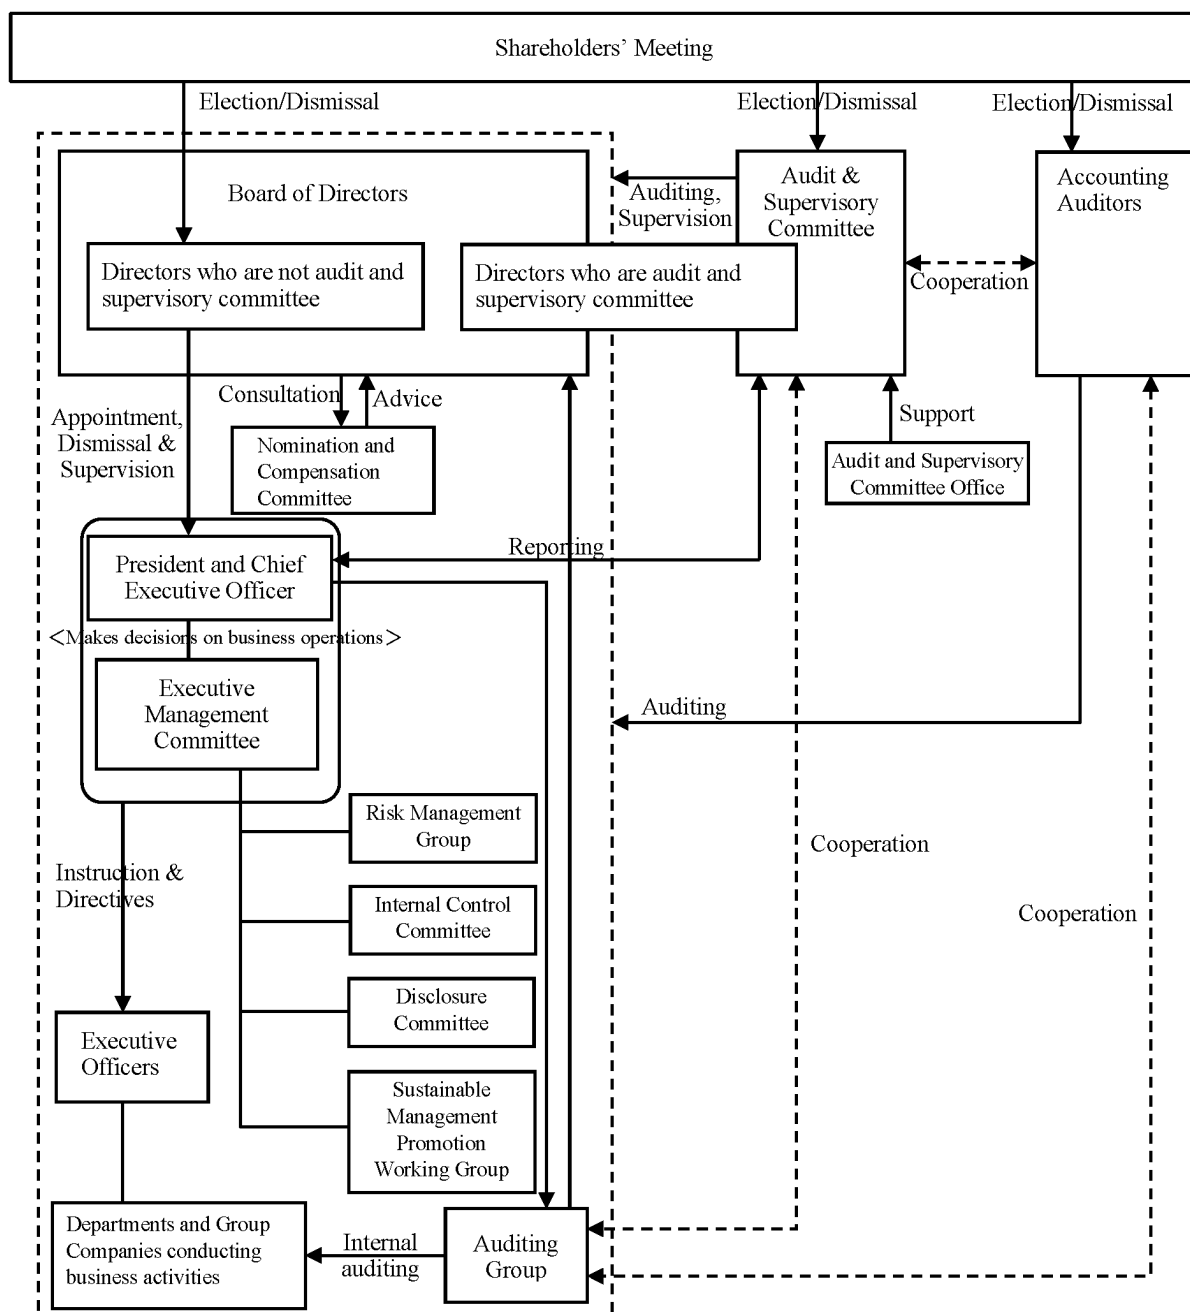 Shareholders’ Meeting
Election/Dismissal
Election/Dismissal
Election/Dismissal
Board of Directors
Auditing,
Supervision
Audit &
Supervisory
Committee
Accounting
Auditors
Directors who are not audit and
supervisory committee
Directors who are audit and
supervisory committee
Cooperation
Consultation
Advice
Appointment,
Dismissal &
Supervision
Nomination and
Compensation
Committee
Support
Audit and Supervisory
Committee Office
Reporting
President and Chief
Executive Officer
＜Makes decisions on business operations＞
Executive
Management
Committee
Auditing
Risk Management
Group
Cooperation
Instruction &
Directives
Internal Control
Committee
Cooperation
Disclosure
Committee
Executive
Officers
Sustainable
Management
Promotion
Working Group
Departments and Group
Companies conducting
business activities
Internal
auditing
Auditing
Group